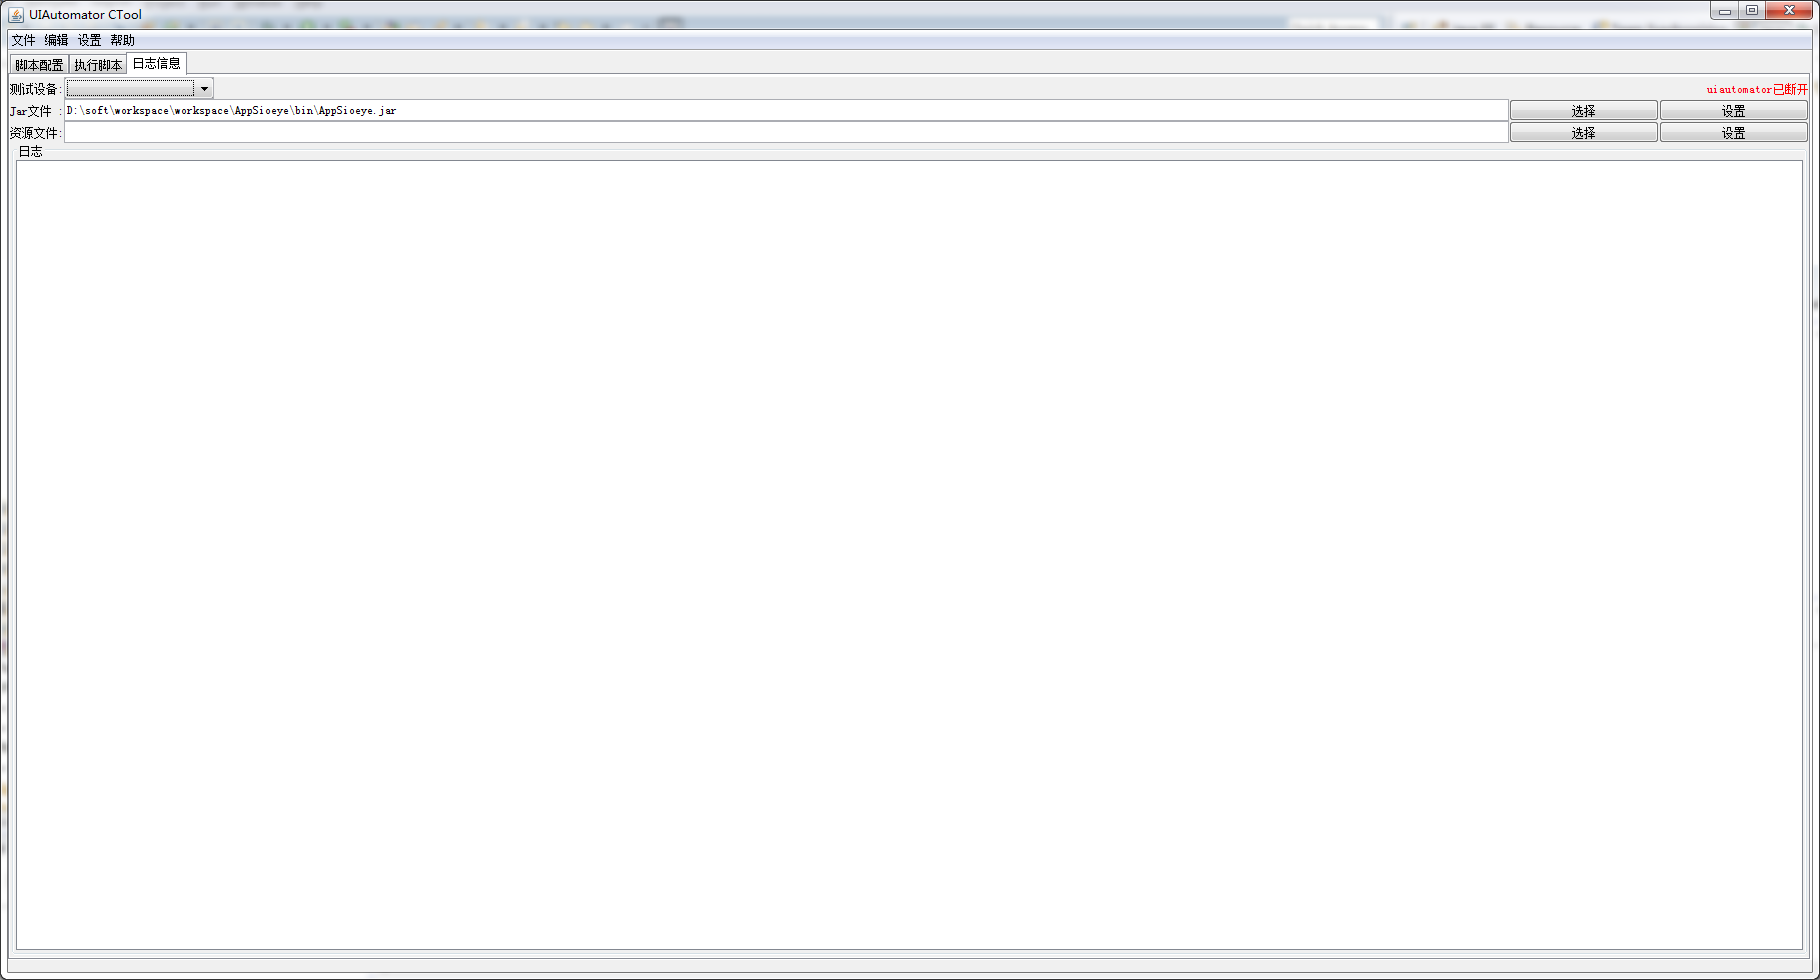 UIAutomator CTool
文件 编辑 设置 帮助
脚本配置 执行脚本 日志信息
测试设备: uiautomator已断开
Jar文件 : D:\soft\workspace\workspace\AppSioeye\bin\AppSioeye.jar 选择 设置
资源文件: 选择 设置
日志